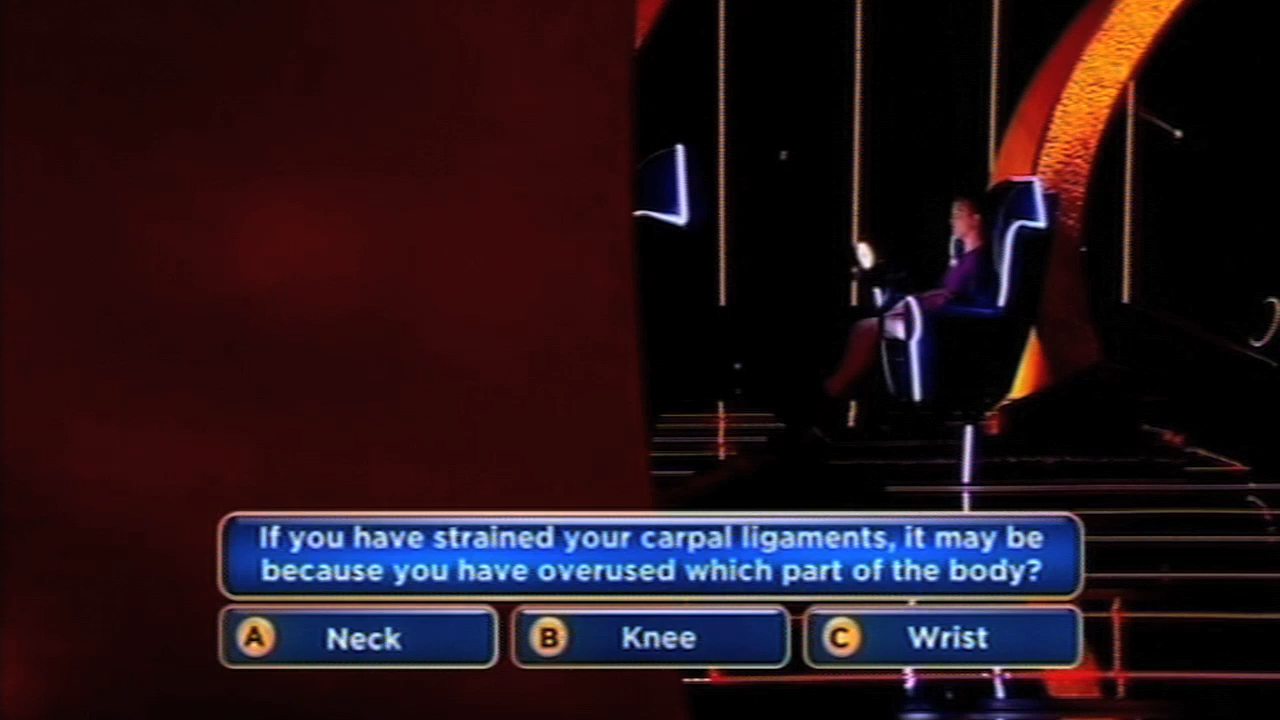 If you have strained your carpal ligaments, it may be
because you have overused which part of the body?
A Neck
B Knee
C Wrist